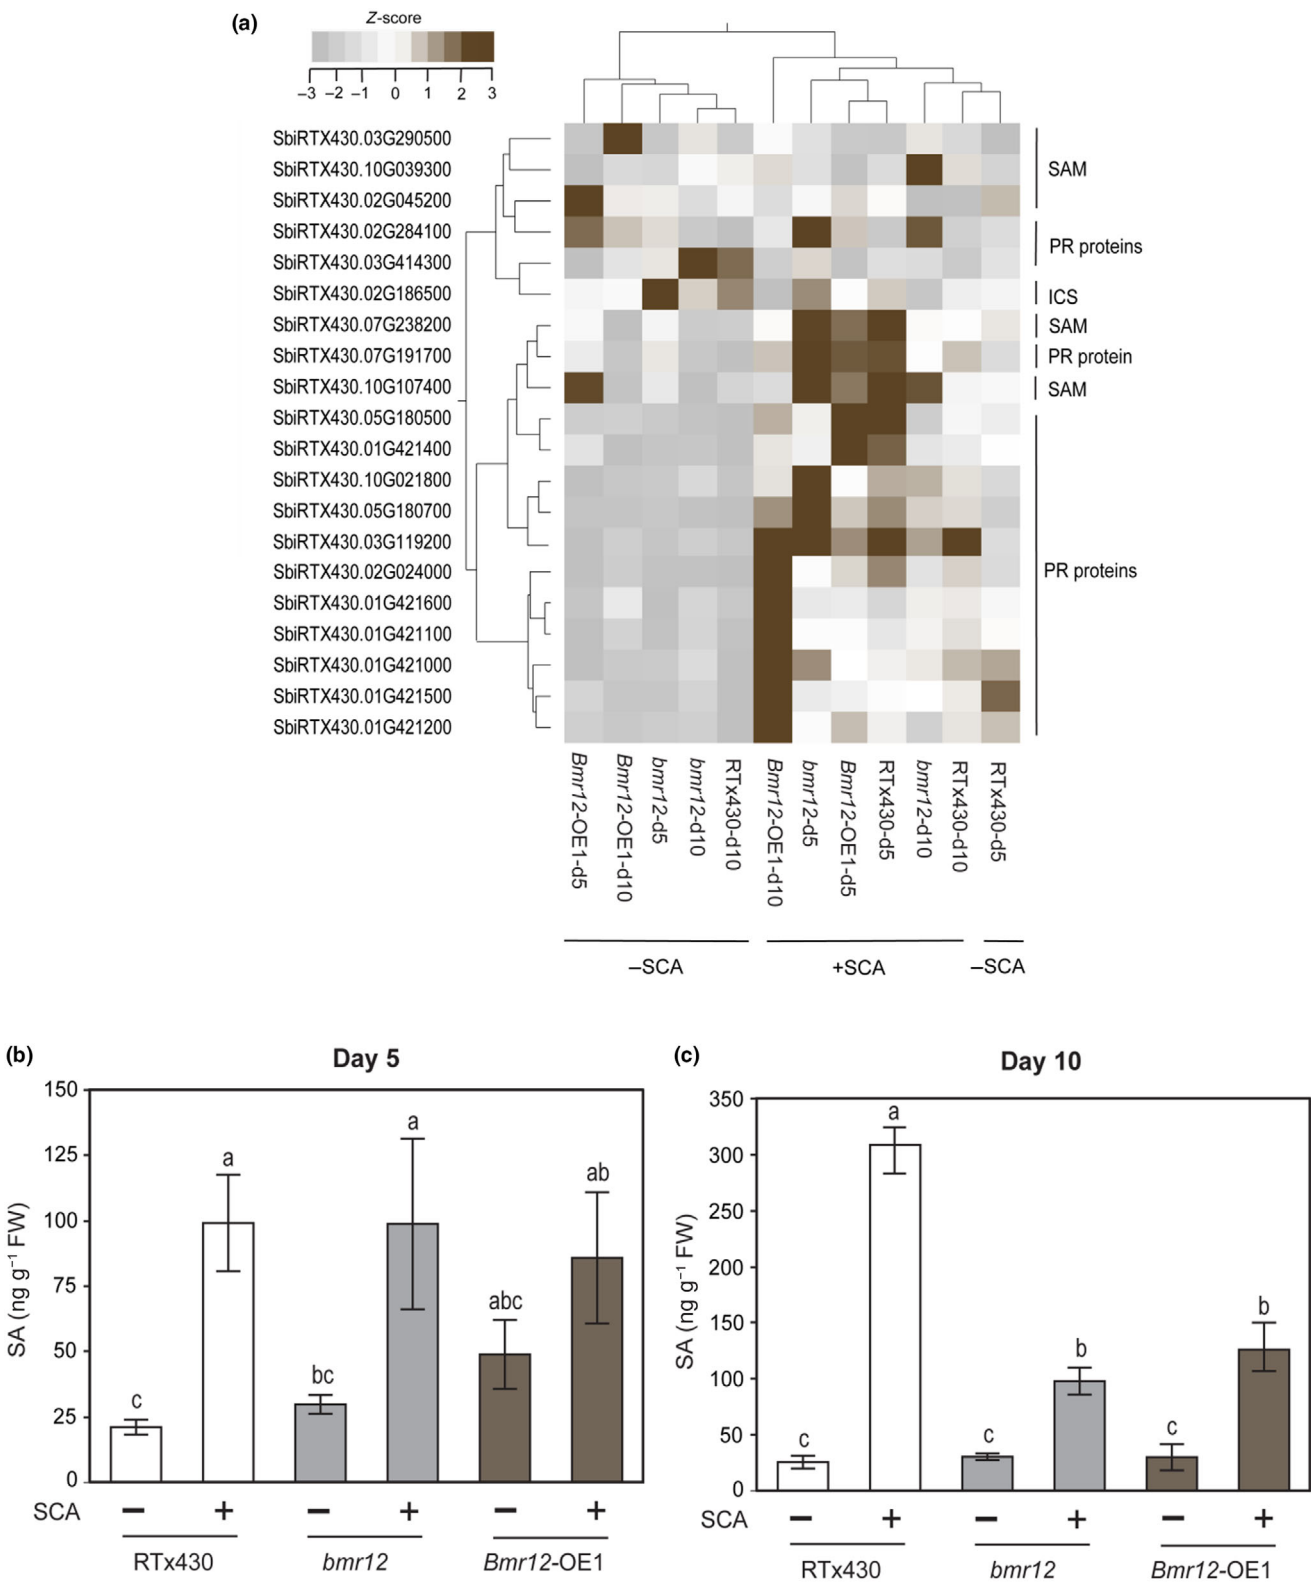 (a)
Z-score
–3 –2 –1 0 1 2 3
SbiRTX430.03G290500
SbiRTX430.10G039300
SbiRTX430.02G045200
SbiRTX430.02G284100
SbiRTX430.03G414300
SbiRTX430.02G186500
SbiRTX430.07G238200
SbiRTX430.07G191700
SbiRTX430.10G107400
SbiRTX430.05G180500
SbiRTX430.01G421400
SbiRTX430.10G021800
SbiRTX430.05G180700
SbiRTX430.03G119200
SbiRTX430.02G024000
SbiRTX430.01G421600
SbiRTX430.01G421100
SbiRTX430.01G421000
SbiRTX430.01G421500
SbiRTX430.01G421200
SAM
PR proteins
ICS
SAM
PR protein
SAM
PR proteins
Bmr12-OE1-d5
Bmr12-OE1-d10
bmr12-d5
bmr12-d10
RTx430-d10
Bmr12-OE1-d10
bmr12-d5
Bmr12-OE1-d5
RTx430-d5
bmr12-d10
RTx430-d10
RTx430-d5
–SCA
+SCA
–SCA
(b)
Day 5
SA (ng g⁻¹ FW)
150
125
100
75
50
25
0
c
a
bc
a
abc
ab
SCA – + – + – +
RTx430
bmr12
Bmr12-OE1
(c)
Day 10
SA (ng g⁻¹ FW)
350
300
250
200
150
100
50
0
c
a
c
b
c
b
SCA – + – + – +
RTx430
bmr12
Bmr12-OE1